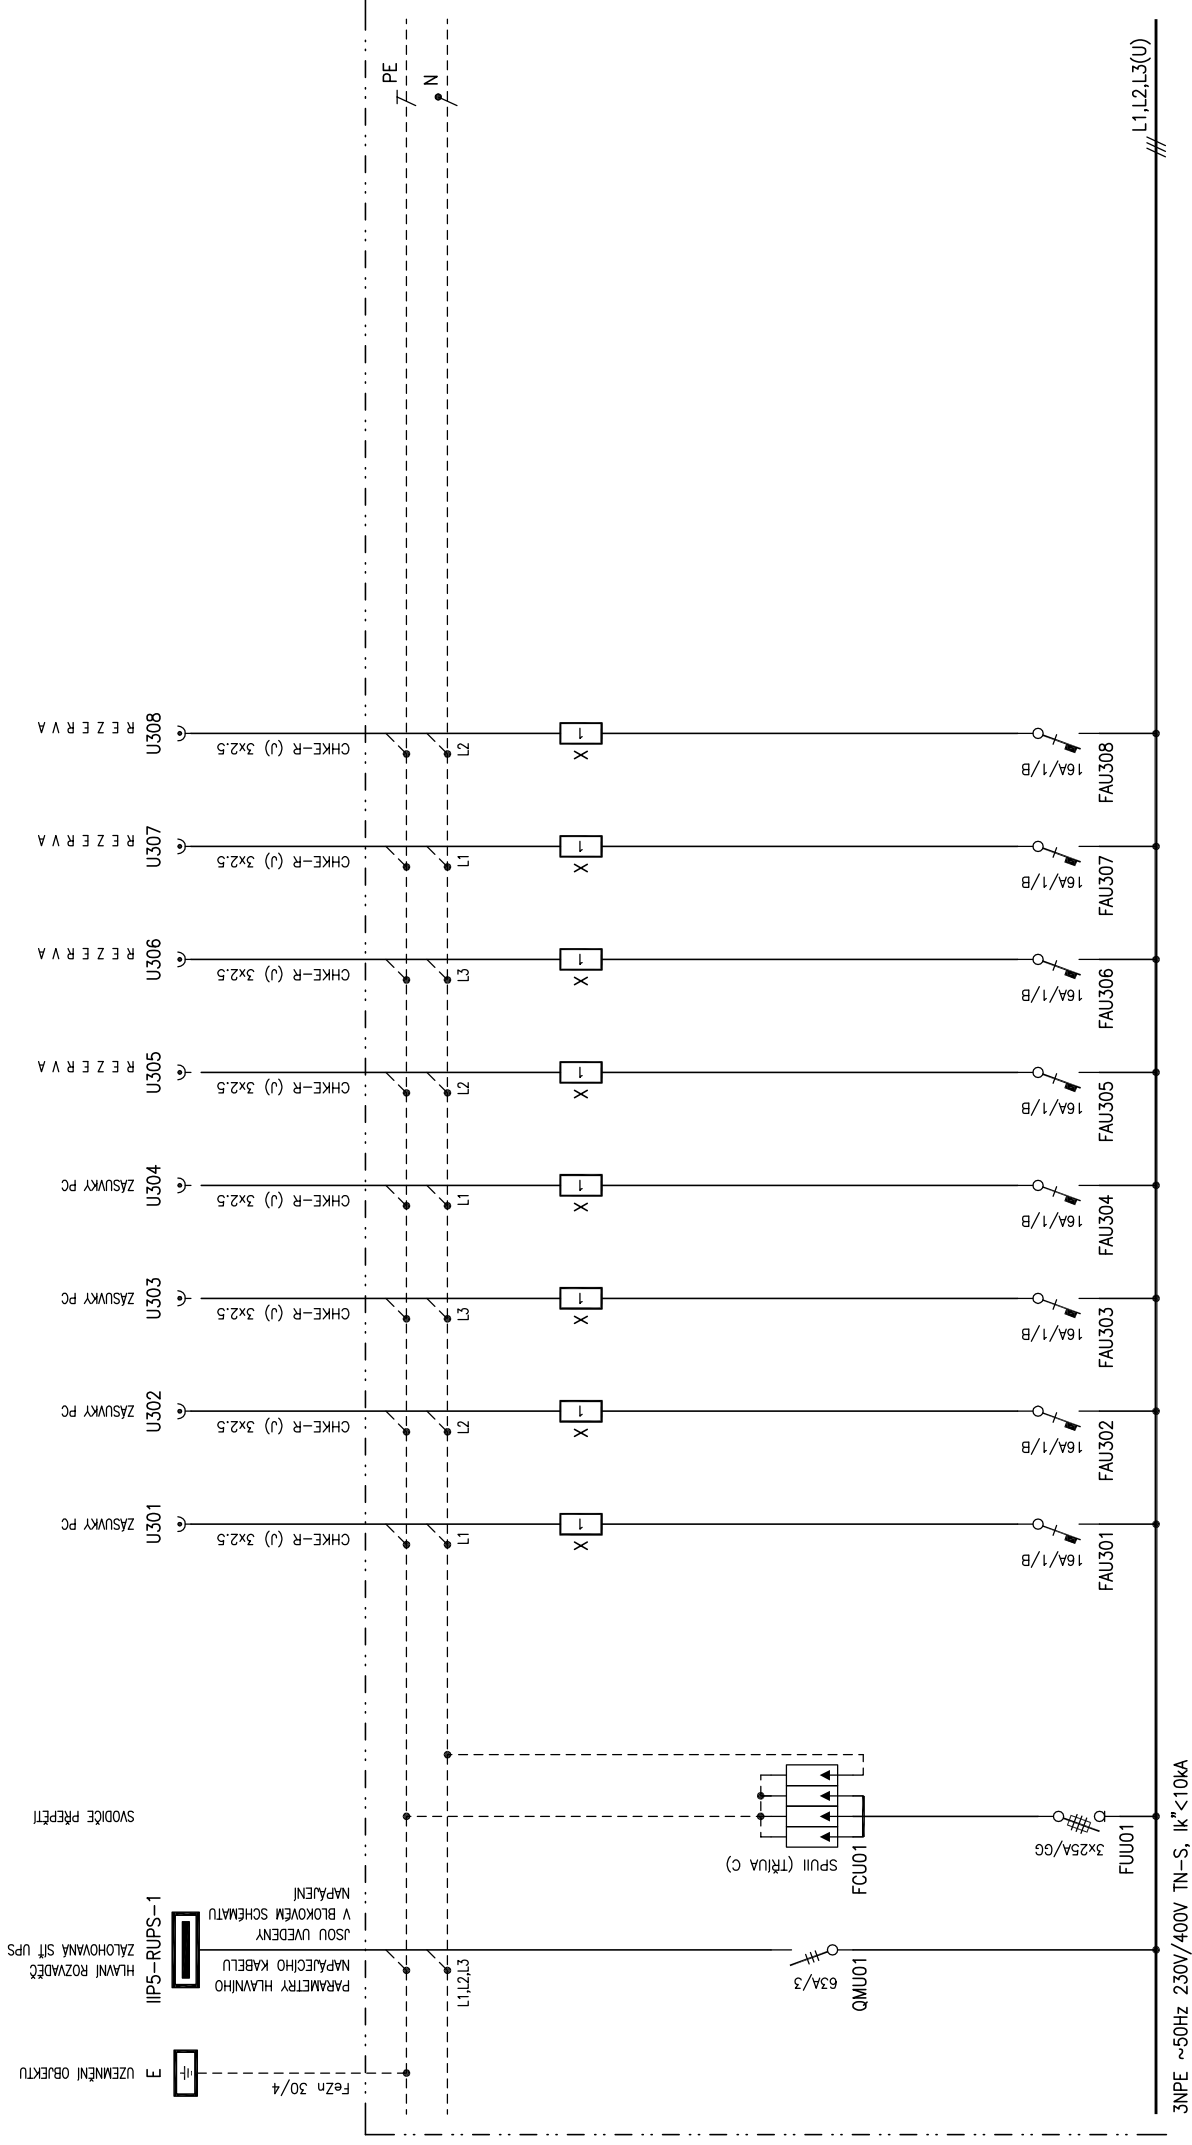 3NPE ~50Hz 230V/400V TN-S, Ik"<10kA
L1,L2,L3(U)
PE
N
UZEMNĚNÍ OBJEKTU
E
FeZn 30/4
HLAVNÍ ROZVADĚČ
ZÁLOHOVANÁ SÍŤ UPS
IIP5-RUPS-1
PARAMETRY HLAVNÍHO
NAPÁJECÍHO KABELU
JSOU UVEDENY
V BLOKOVÉM SCHÉMATU
NAPÁJENÍ
L1,L2,L3
63A/3
QMU01
SVODIČE PŘEPĚTÍ
SPUII (TŘÍUA C)
FCU01
3x25A/GG
FUU01
ZÁSUVKY PC
U301
CHKE-R (J) 3x2.5
L1
1
X
16A/1/B
FAU301
ZÁSUVKY PC
U302
CHKE-R (J) 3x2.5
L2
1
X
16A/1/B
FAU302
ZÁSUVKY PC
U303
CHKE-R (J) 3x2.5
L3
1
X
16A/1/B
FAU303
ZÁSUVKY PC
U304
CHKE-R (J) 3x2.5
L1
1
X
16A/1/B
FAU304
R E Z E R V A
U305
CHKE-R (J) 3x2.5
L2
1
X
16A/1/B
FAU305
R E Z E R V A
U306
CHKE-R (J) 3x2.5
L3
1
X
16A/1/B
FAU306
R E Z E R V A
U307
CHKE-R (J) 3x2.5
L1
1
X
16A/1/B
FAU307
R E Z E R V A
U308
CHKE-R (J) 3x2.5
L2
1
X
16A/1/B
FAU308